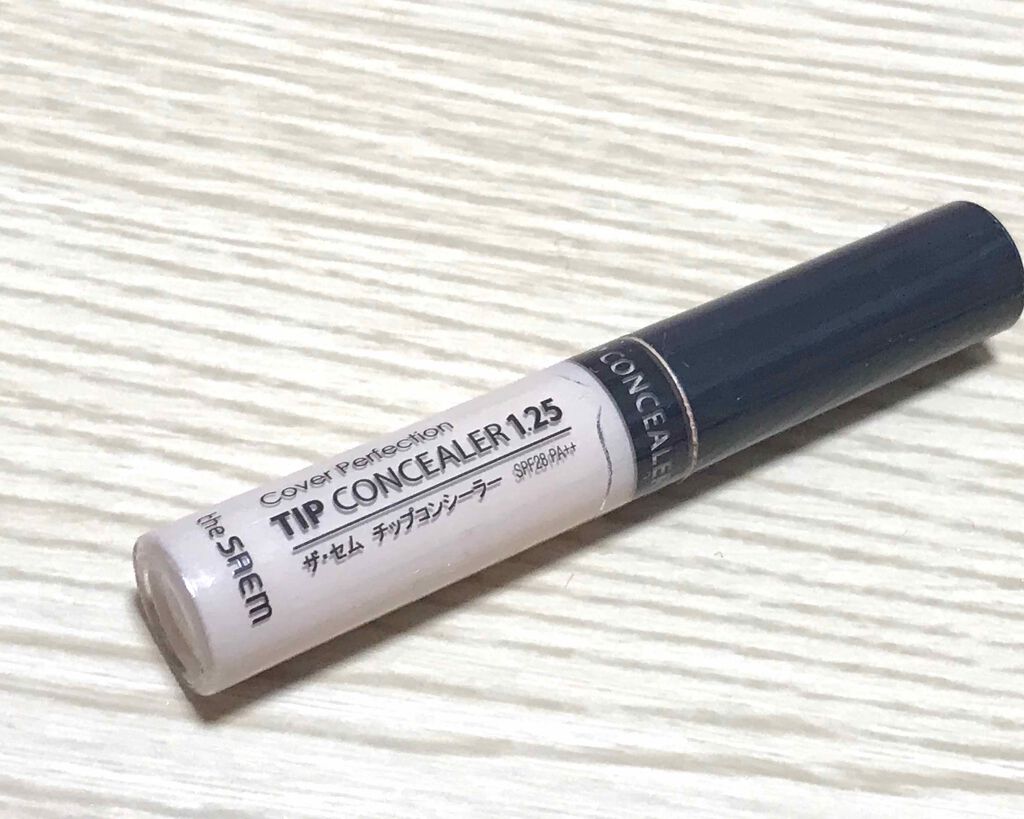 Cover Perfection
TIP CONCEALER 1.25
ザ・セム チップコンシーラー SPF28 PA++
the SAEM
CONCEALE